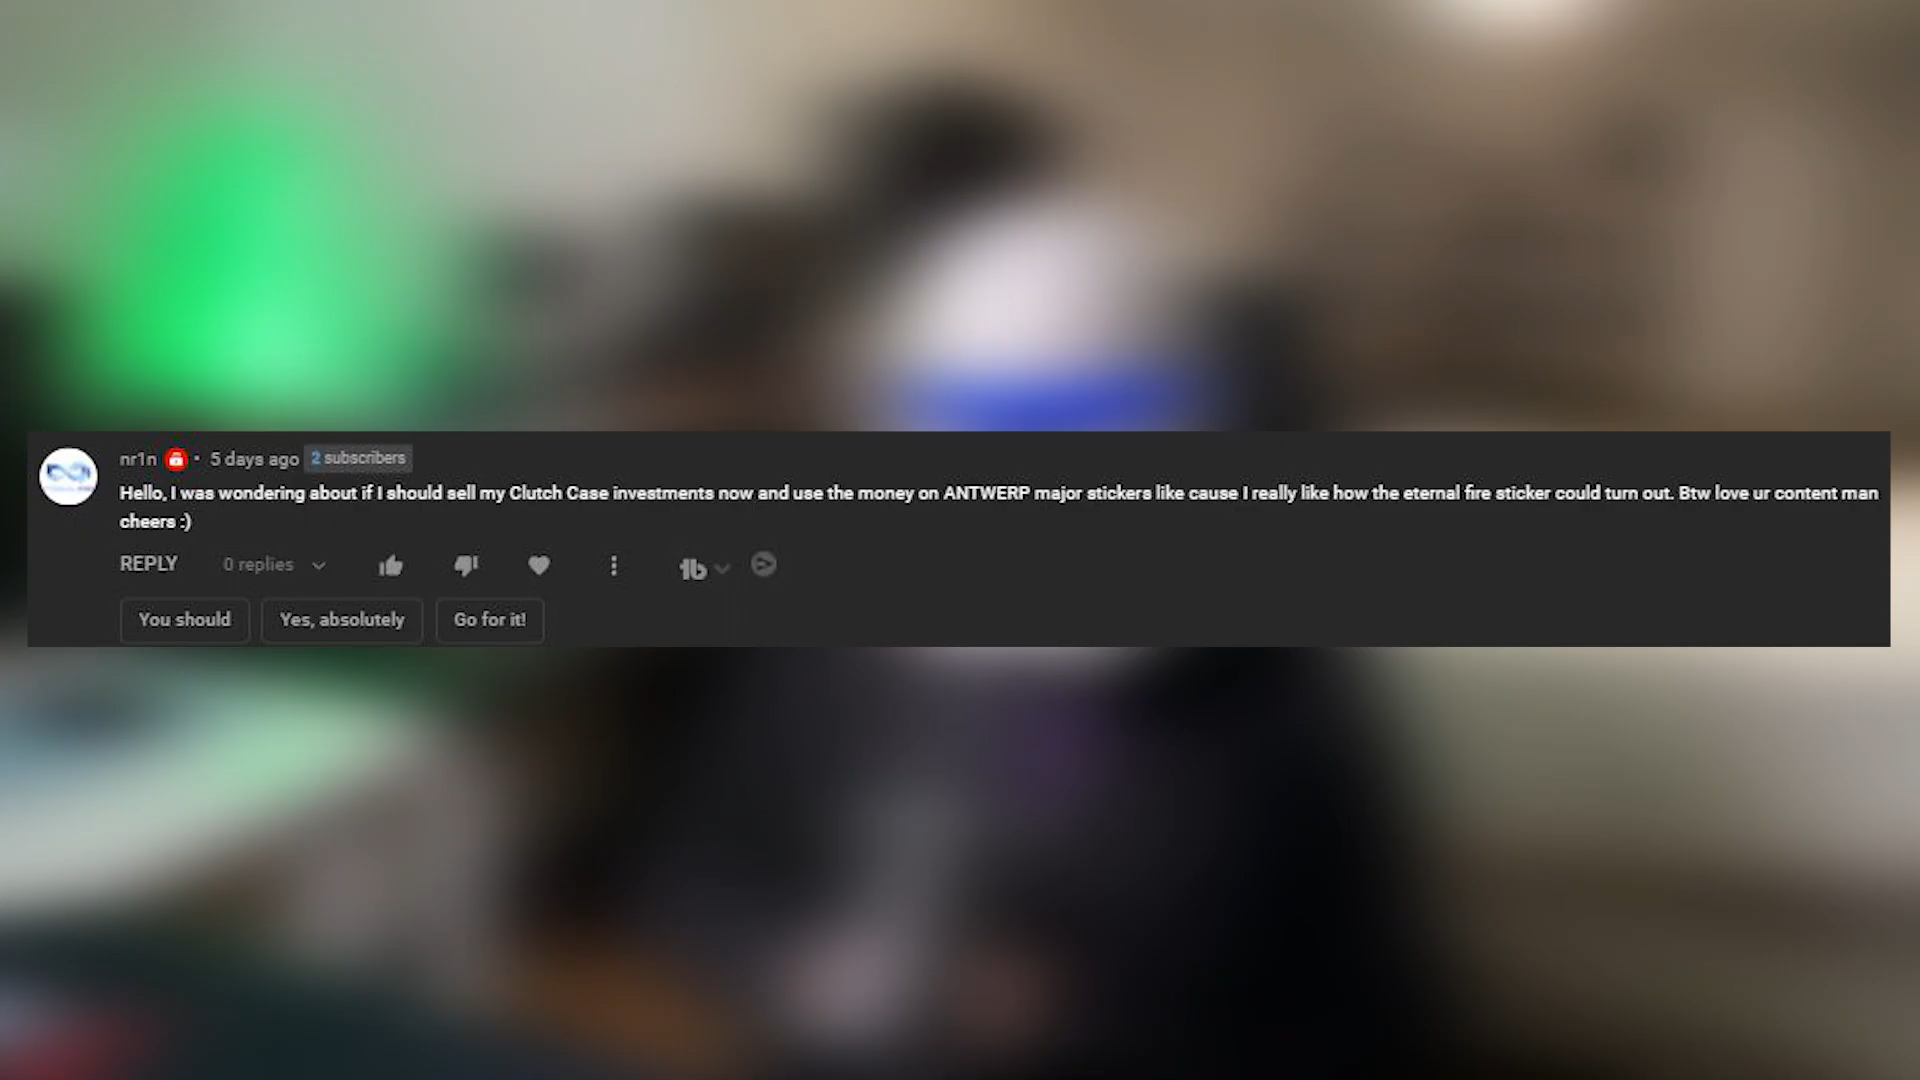 nr1n • 5 days ago 2 subscribers
Hello, I was wondering about if I should sell my Clutch Case investments now and use the money on ANTWERP major stickers like cause I really like how the eternal fire sticker could turn out. Btw love ur content man
cheers :)
REPLY 0 replies
You should Yes, absolutely Go for it!